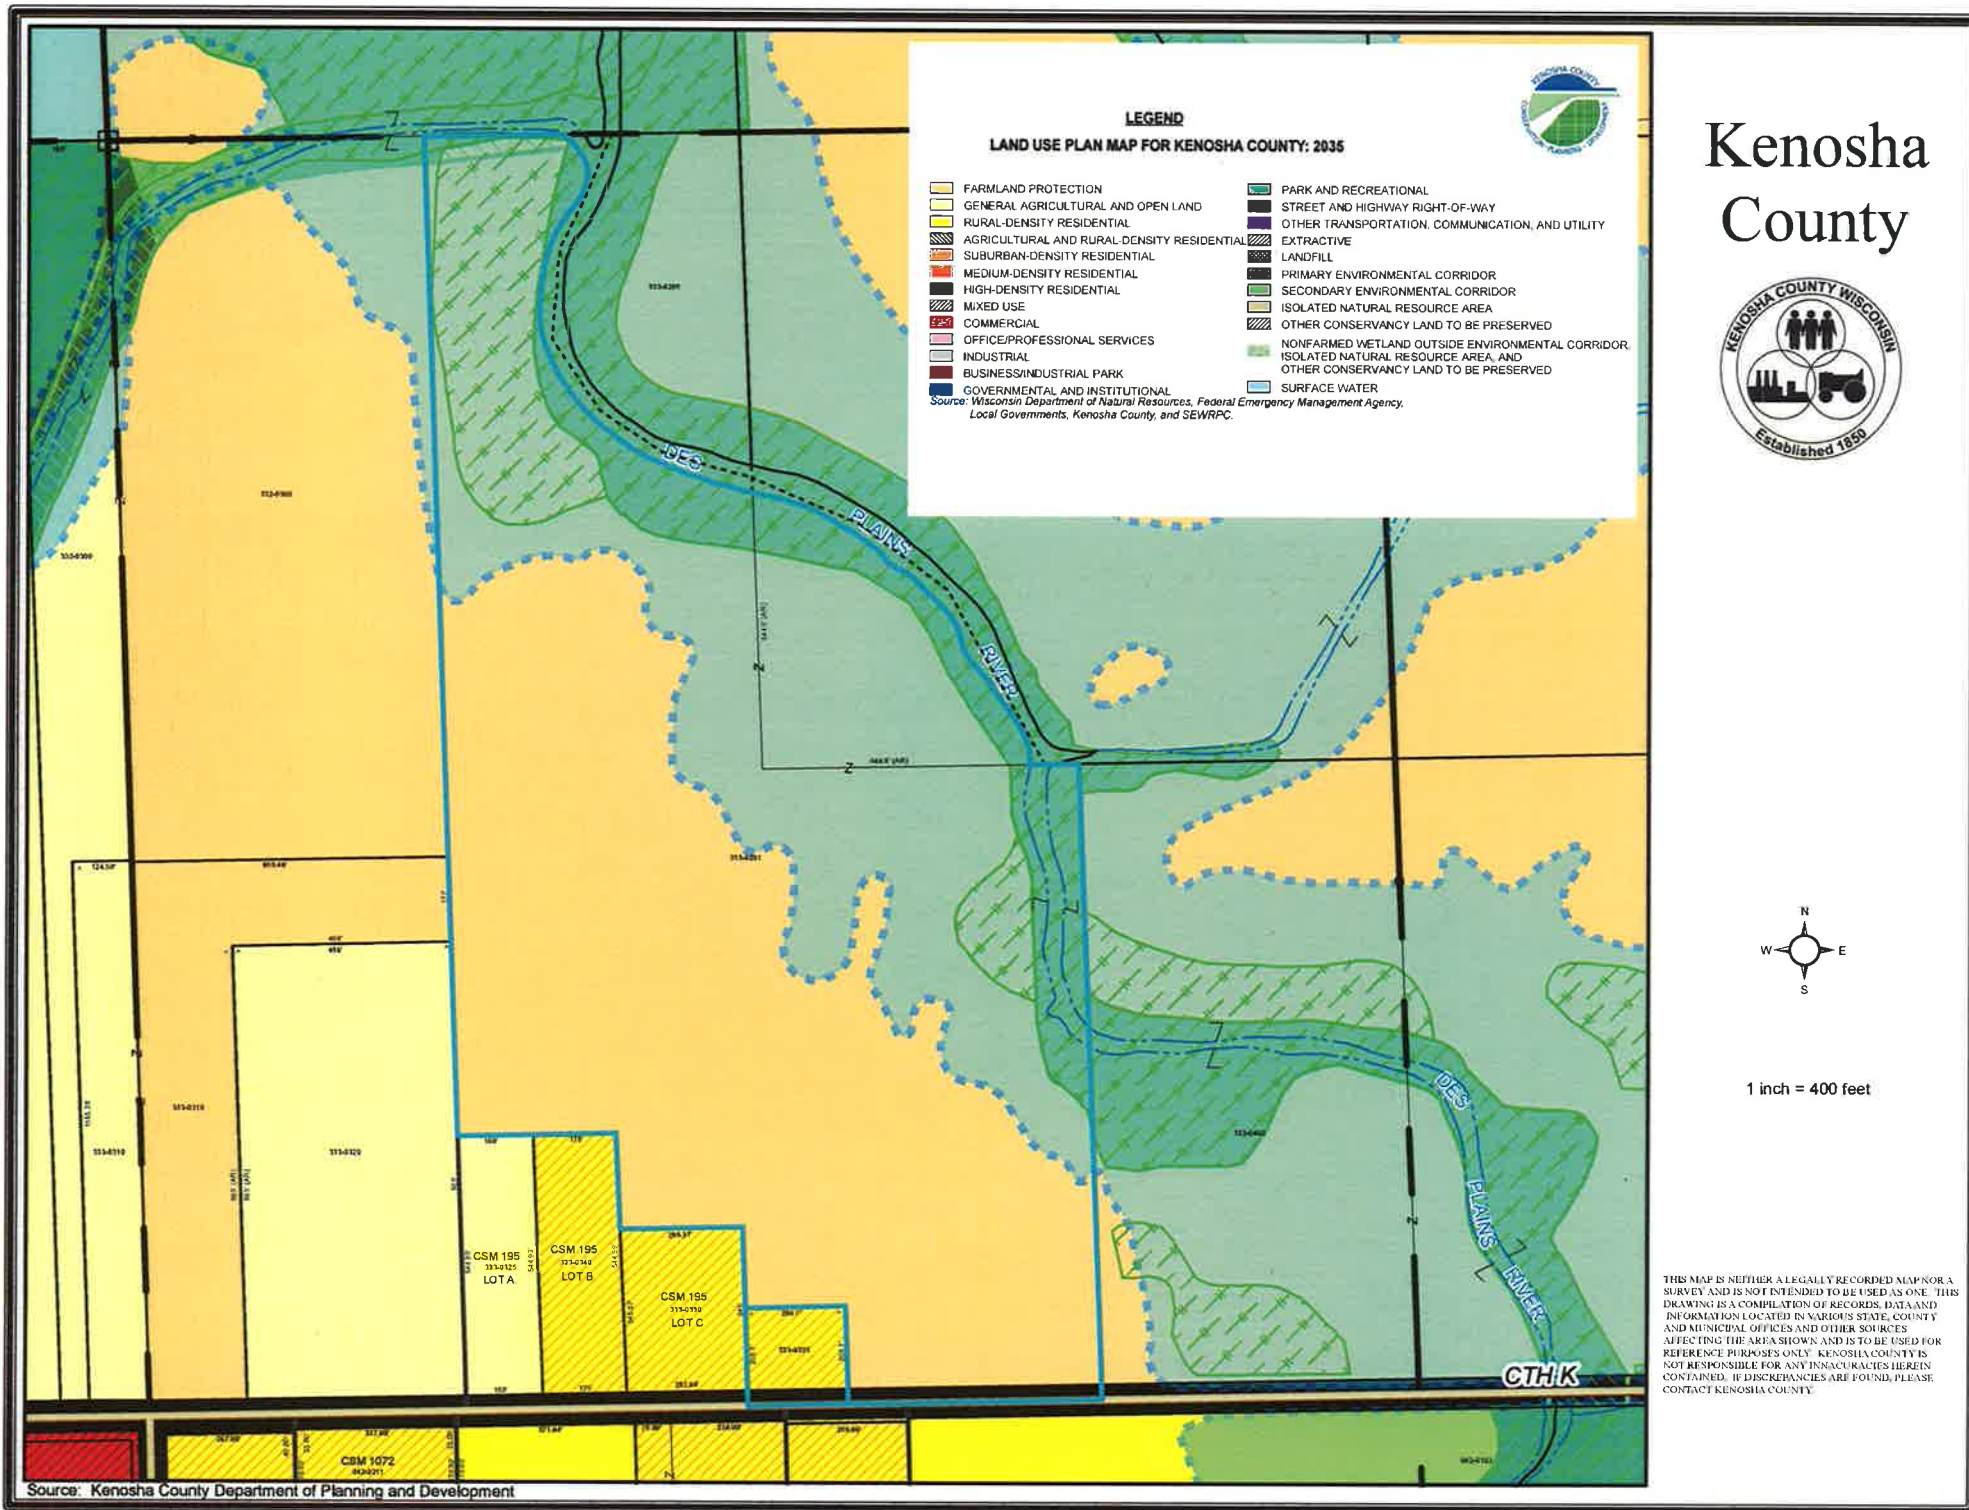 LEGEND
LAND USE PLAN MAP FOR KENOSHA COUNTY: 2035
FARMLAND PROTECTION
GENERAL AGRICULTURAL AND OPEN LAND
RURAL-DENSITY RESIDENTIAL
AGRICULTURAL AND RURAL-DENSITY RESIDENTIAL
SUBURBAN-DENSITY RESIDENTIAL
MEDIUM-DENSITY RESIDENTIAL
HIGH-DENSITY RESIDENTIAL
MIXED USE
COMMERCIAL
OFFICE/PROFESSIONAL SERVICES
INDUSTRIAL
BUSINESS/INDUSTRIAL PARK
GOVERNMENTAL AND INSTITUTIONAL
PARK AND RECREATIONAL
STREET AND HIGHWAY RIGHT-OF-WAY
OTHER TRANSPORTATION, COMMUNICATION, AND UTILITY
EXTRACTIVE
LANDFILL
PRIMARY ENVIRONMENTAL CORRIDOR
SECONDARY ENVIRONMENTAL CORRIDOR
ISOLATED NATURAL RESOURCE AREA
OTHER CONSERVANCY LAND TO BE PRESERVED
NONFARMED WETLAND OUTSIDE ENVIRONMENTAL CORRIDOR,
ISOLATED NATURAL RESOURCE AREA, AND
OTHER CONSERVANCY LAND TO BE PRESERVED
SURFACE WATER
Source: Wisconsin Department of Natural Resources, Federal Emergency Management Agency,
Local Governments, Kenosha County, and SEWRPC.
Kenosha
County
KENOSHA COUNTY WISCONSIN
Established 1850
DES
PLAINS
RIVER
N
W E
S
1 inch = 400 feet
DES
PLAINS
RIVER
CSM 195
LOT A
CSM 195
LOT B
CSM 195
LOT C
CTH K
CSM 1072
THIS MAP IS NEITHER A LEGALLY RECORDED MAP NOR A
SURVEY AND IS NOT INTENDED TO BE USED AS ONE. THIS
DRAWING IS A COMPILATION OF RECORDS, DATA AND
INFORMATION LOCATED IN VARIOUS STATE, COUNTY
AND MUNICIPAL OFFICES AND OTHER SOURCES
AFFECTING THE AREA SHOWN AND IS TO BE USED FOR
REFERENCE PURPOSES ONLY. KENOSHA COUNTY IS
NOT RESPONSIBLE FOR ANY INNACURACIES HEREIN
CONTAINED. IF DISCREPANCIES ARE FOUND, PLEASE
CONTACT KENOSHA COUNTY.
Source: Kenosha County Department of Planning and Development